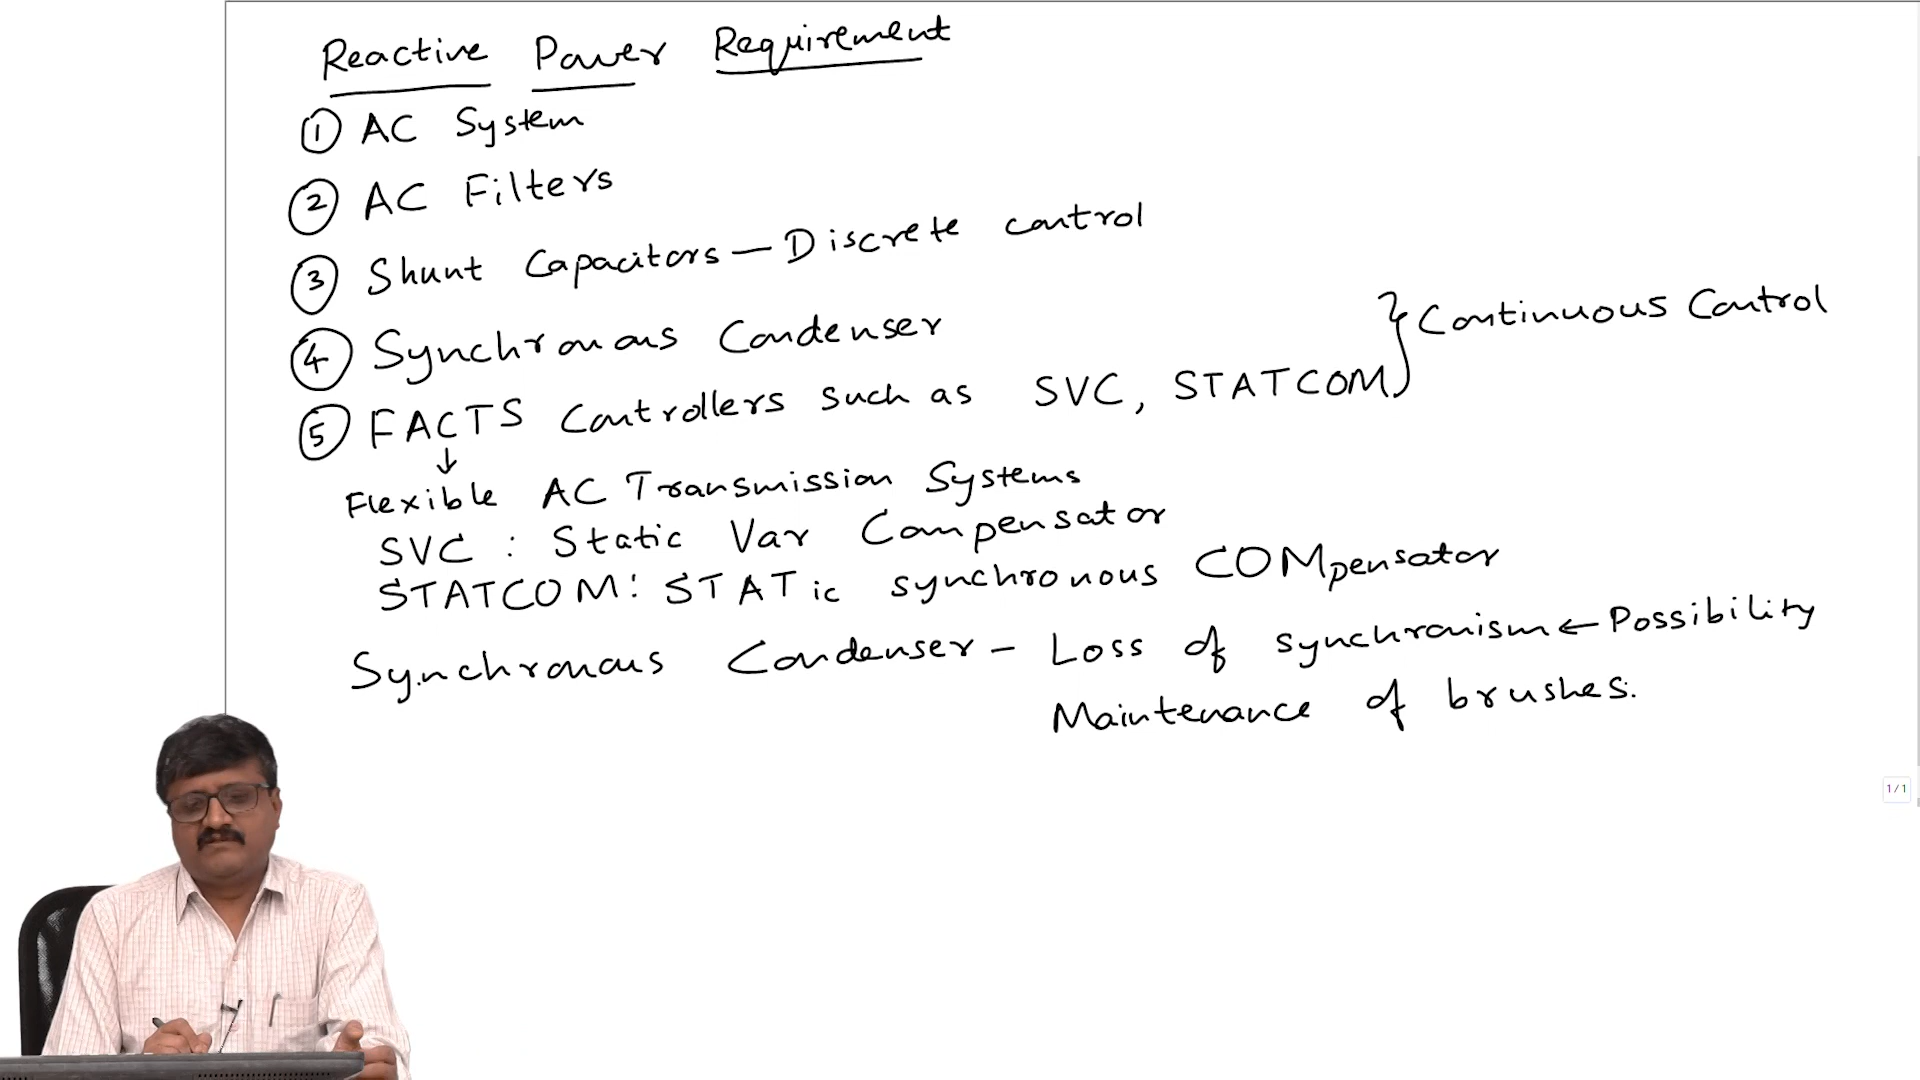 Reactive Power Requirement
① AC System
② AC Filters
③ Shunt Capacitors — Discrete control
④ Synchronous Condenser
} Continuous Control
⑤ FACTS Controllers such as SVC, STATCOM
↓
Flexible AC Transmission Systems
SVC : Static Var Compensator
STATCOM : STATic synchronous COMpensator
Synchronous Condenser - Loss of synchronism ← Possibility
Maintenance of brushes.
1/1